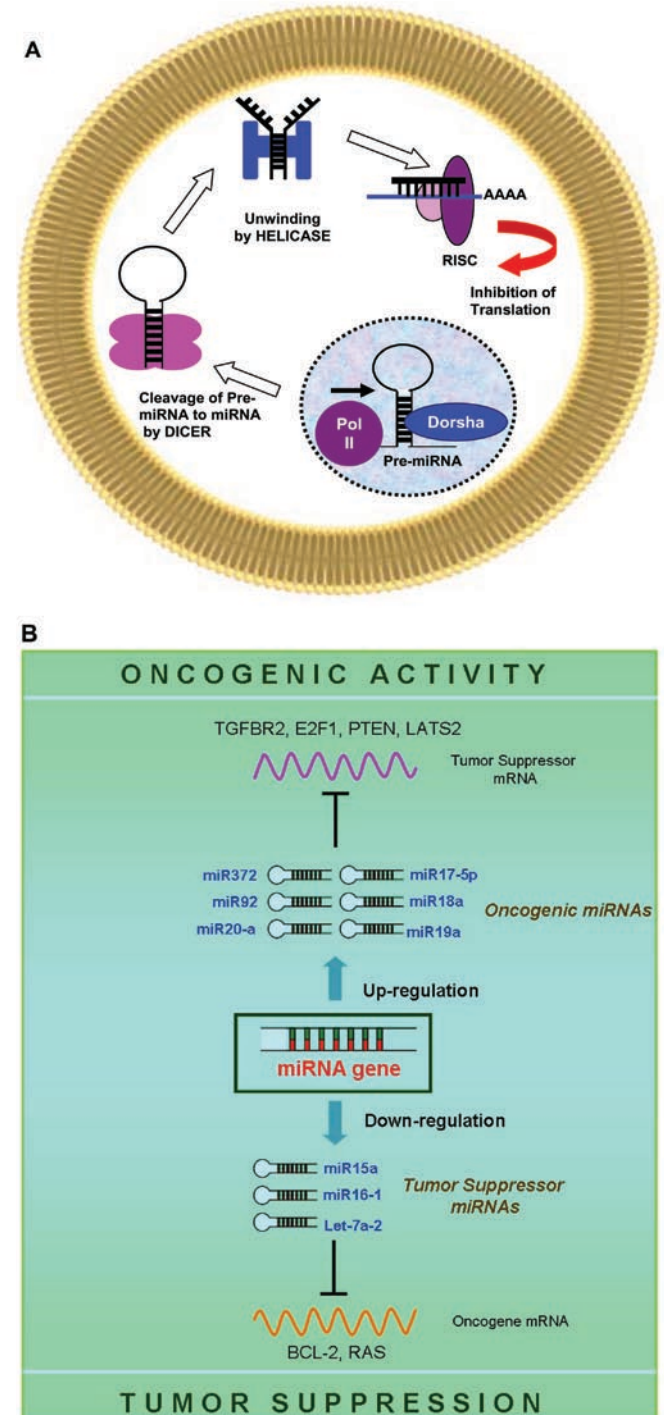 A
Unwinding
by HELICASE
AAAA
RISC
Inhibition of
Translation
Cleavage of Pre-
miRNA to miRNA
by DICER
Pol
II
Dorsha
Pre-miRNA
B
ONCOGENIC ACTIVITY
TGFBR2, E2F1, PTEN, LATS2
Tumor Suppressor
mRNA
miR372
miR17-5p
miR92
miR18a
miR20-a
miR19a
Oncogenic miRNAs
Up-regulation
miRNA gene
Down-regulation
miR15a
miR16-1
Let-7a-2
Tumor Suppressor
miRNAs
Oncogene mRNA
BCL-2, RAS
TUMOR SUPPRESSION